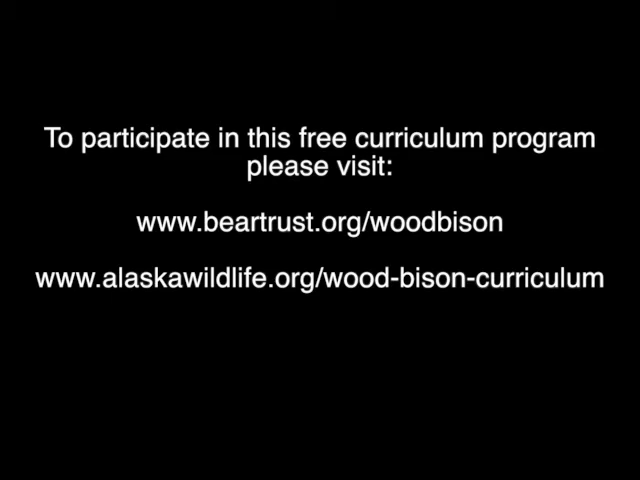 To participate in this free curriculum program
please visit:
www.beartrust.org/woodbison
www.alaskawildlife.org/wood-bison-curriculum